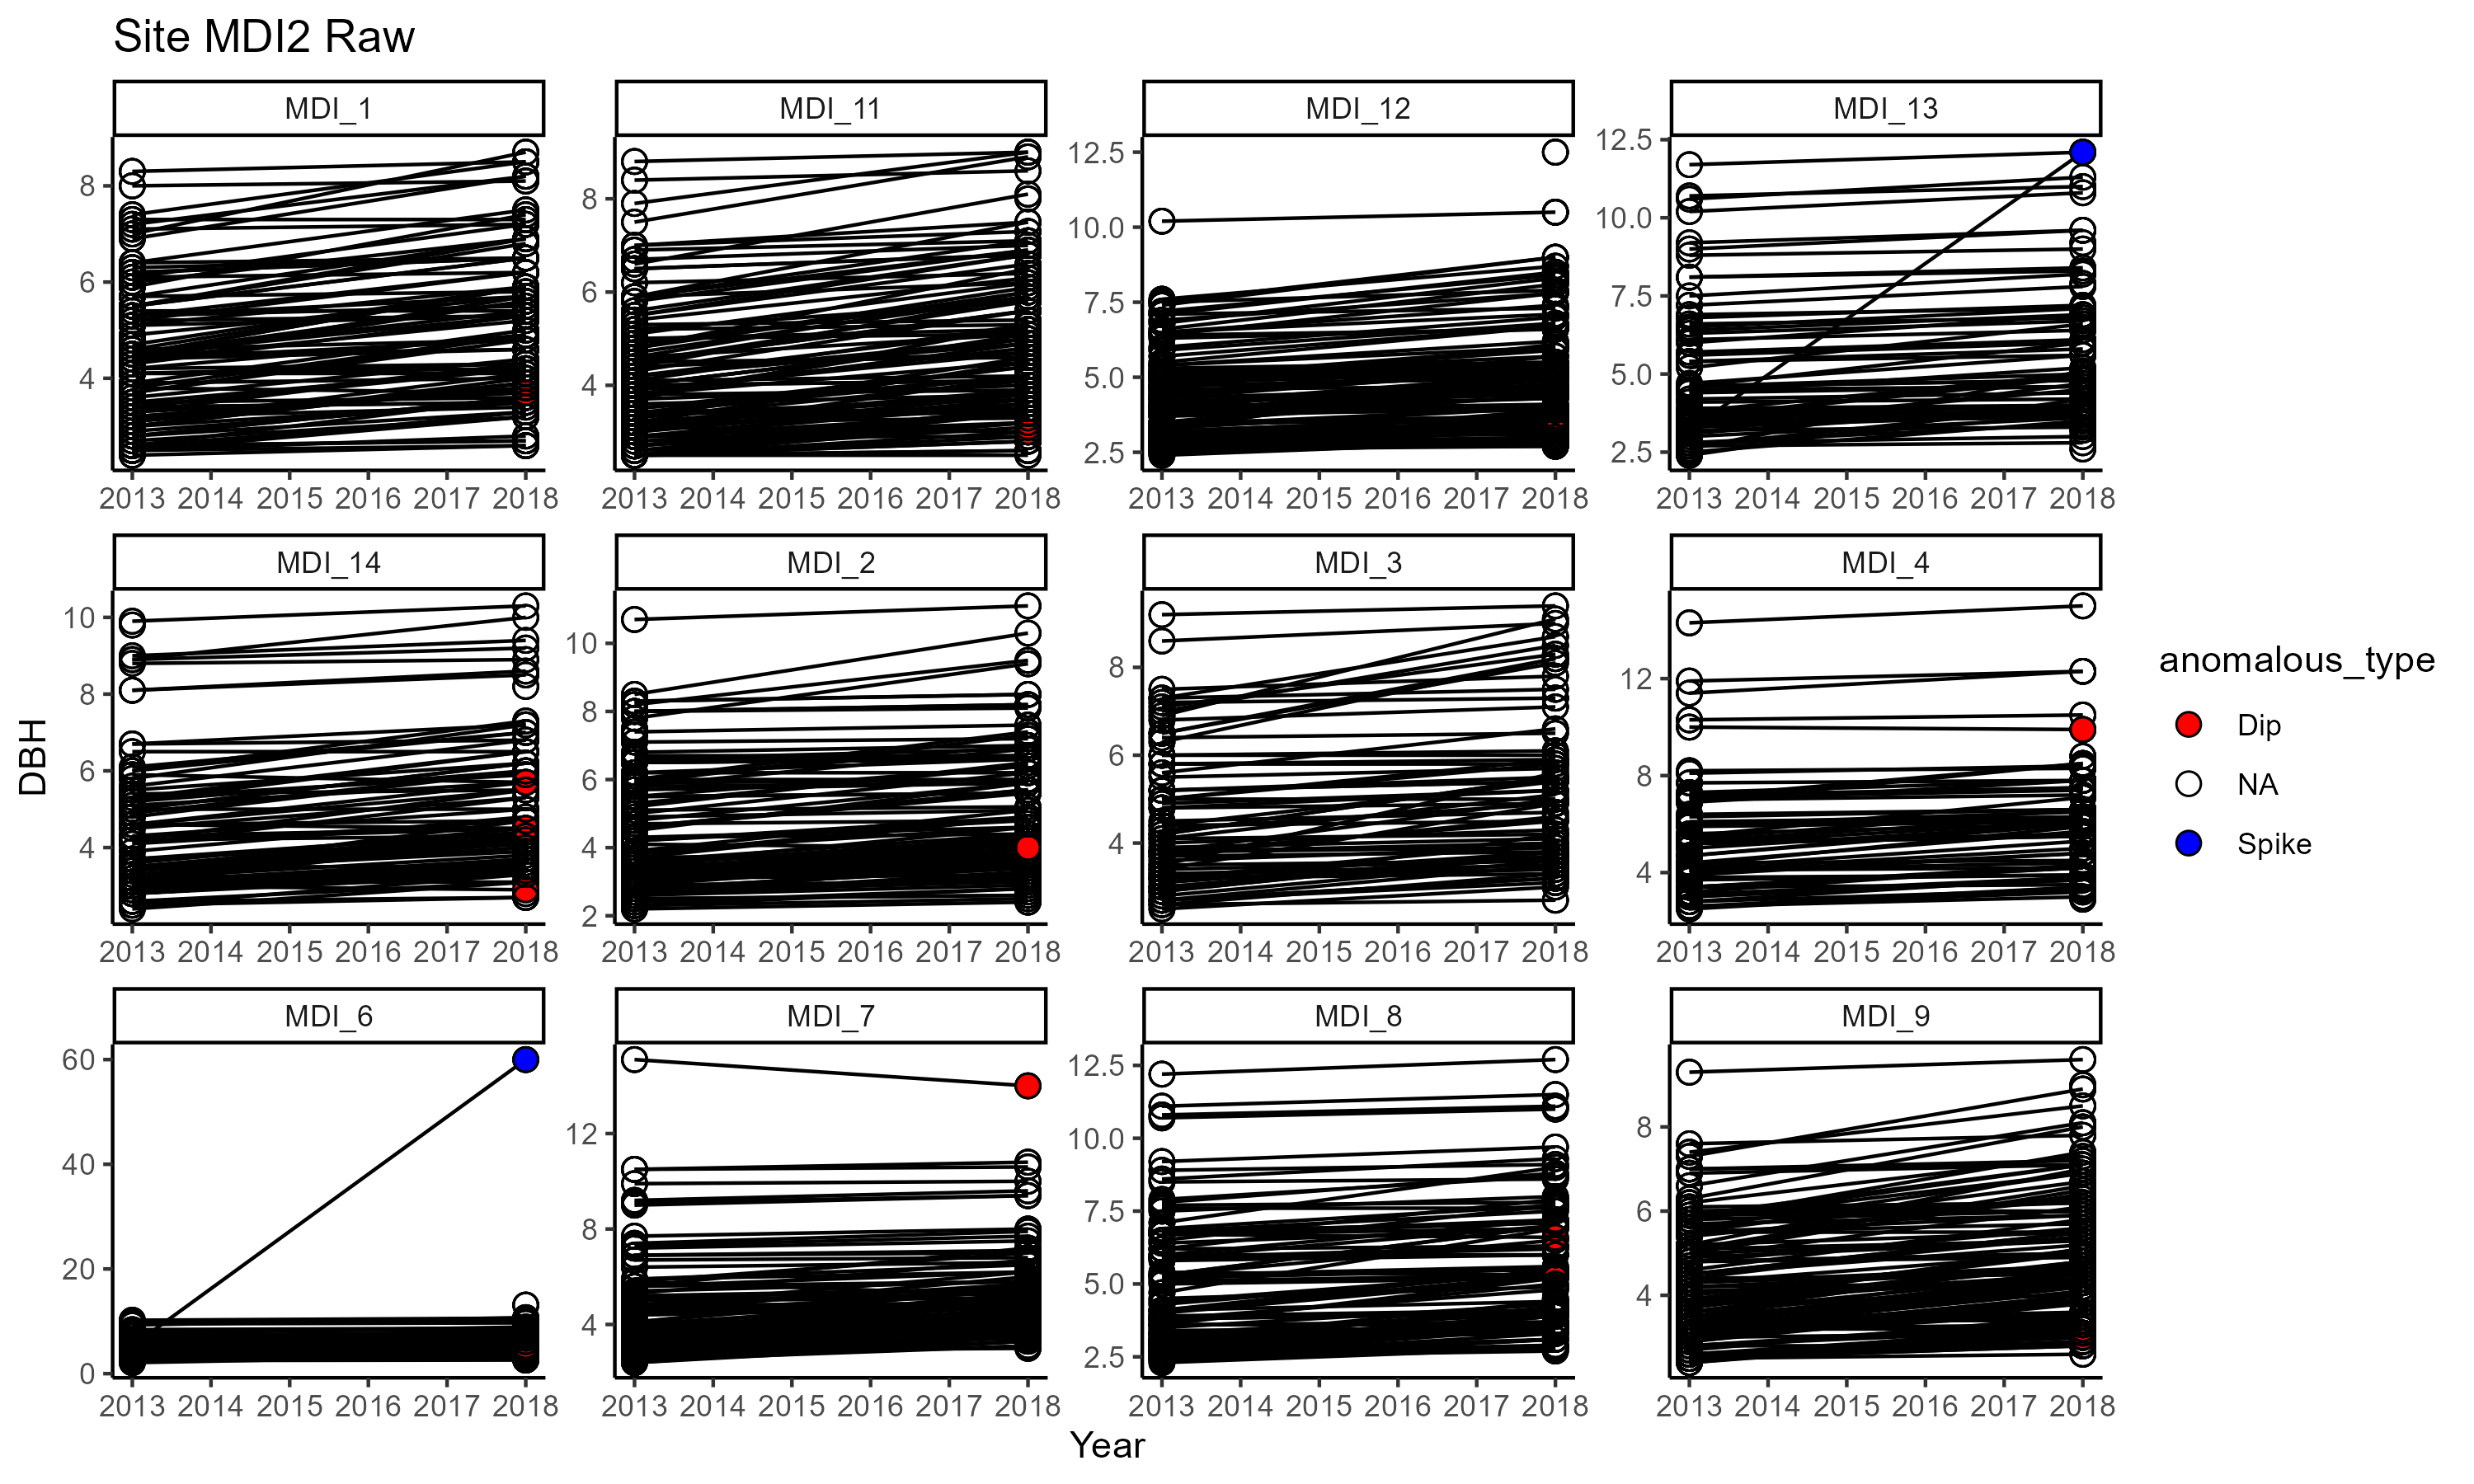 Site MDI2 Raw
MDI_1 MDI_11 MDI_12 MDI_13
8 6 4
8 6 4
12.5 10.0 7.5 5.0 2.5
12.5 10.0 7.5 5.0 2.5
2013 2014 2015 2016 2017 2018 2013 2014 2015 2016 2017 2018 2013 2014 2015 2016 2017 2018 2013 2014 2015 2016 2017 2018
MDI_14 MDI_2 MDI_3 MDI_4
10 8 6 4
10 8 6 4 2
8 6 4
12 8 4
2013 2014 2015 2016 2017 2018 2013 2014 2015 2016 2017 2018 2013 2014 2015 2016 2017 2018 2013 2014 2015 2016 2017 2018
MDI_6 MDI_7 MDI_8 MDI_9
60 40 20 0
12 8 4
12.5 10.0 7.5 5.0 2.5
8 6 4
2013 2014 2015 2016 2017 2018 2013 2014 2015 2016 2017 2018 2013 2014 2015 2016 2017 2018 2013 2014 2015 2016 2017 2018
DBH
Year
anomalous_type
Dip
NA
Spike